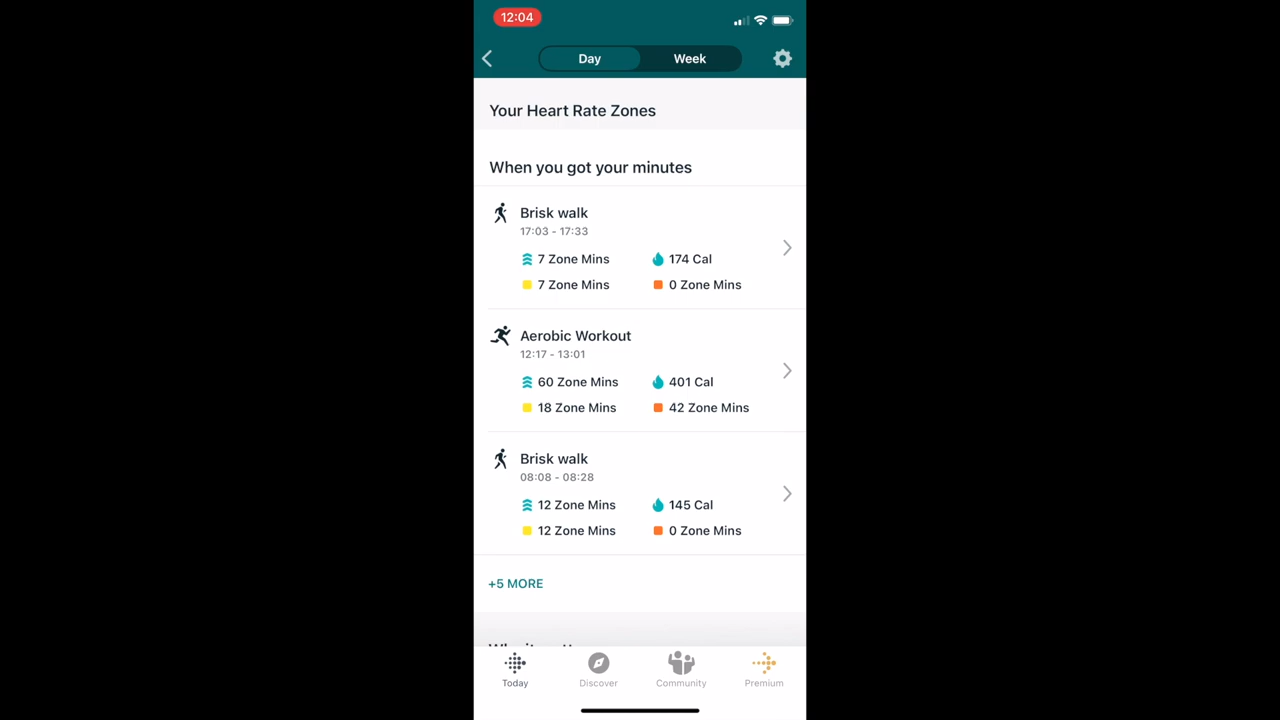 12:04
Day Week
Your Heart Rate Zones
When you got your minutes
Brisk walk
17:03 - 17:33
7 Zone Mins 174 Cal
7 Zone Mins 0 Zone Mins
Aerobic Workout
12:17 - 13:01
60 Zone Mins 401 Cal
18 Zone Mins 42 Zone Mins
Brisk walk
08:08 - 08:28
12 Zone Mins 145 Cal
12 Zone Mins 0 Zone Mins
+5 MORE
Today Discover Community Premium